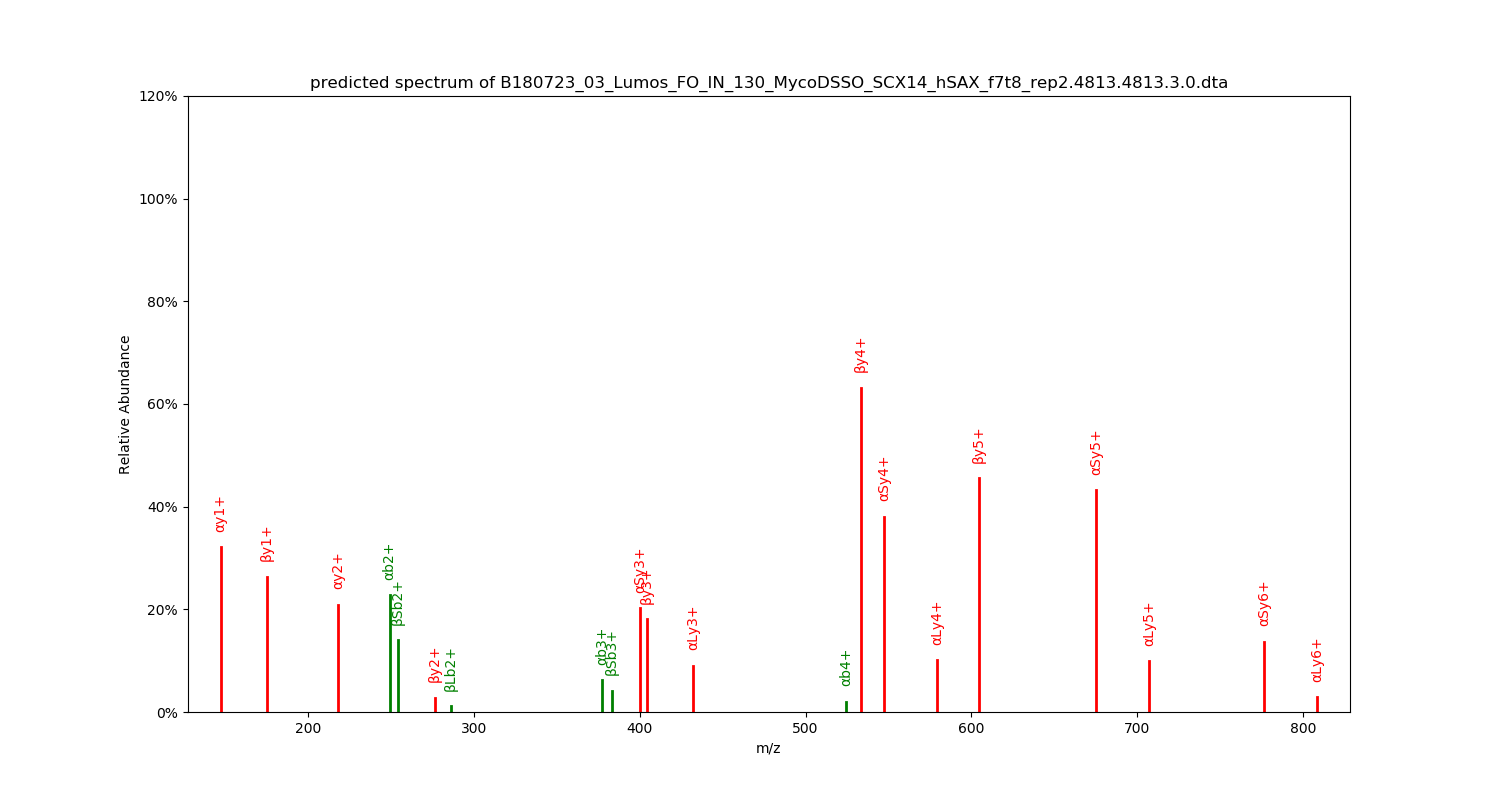 predicted spectrum of B180723_03_Lumos_FO_IN_130_MycoDSSO_SCX14_hSAX_f7t8_rep2.4813.4813.3.0.dta
120%
100%
80%
60%
40%
20%
0%
Relative Abundance
αy1+
βy1+
αy2+
αb2+
βSb2+
βy2+
βLb2+
αb3+
βSb3+
αSy3+
βy3+
αLy3+
αb4+
βy4+
αSy4+
αLy4+
βy5+
αSy5+
αLy5+
αSy6+
αLy6+
200
300
400
500
600
700
800
m/z